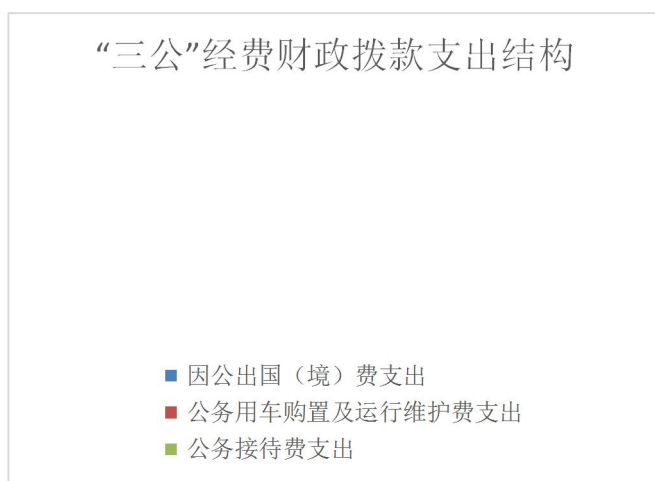 “三公”经费财政拨款支出结构
因公出国（境）费支出
公务用车购置及运行维护费支出
公务接待费支出